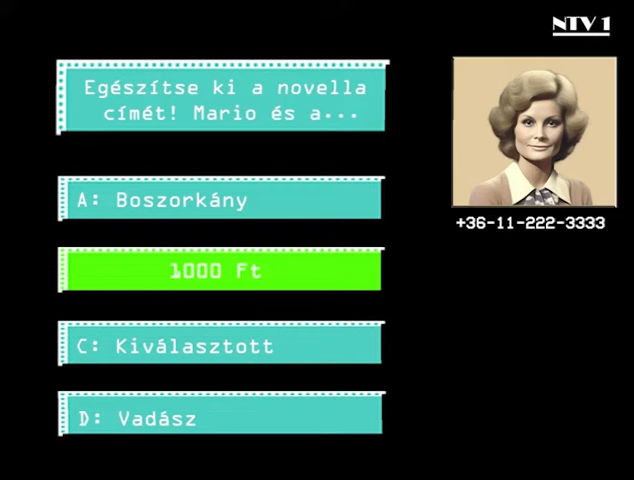 NTV 1
Egészítse ki a novella
címét! Mario és a...
A: Boszorkány
1000 Ft
C: Kiválasztott
D: Vadász
+36-11-222-3333